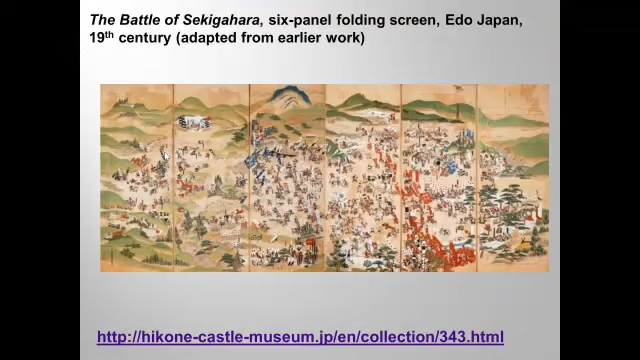 The Battle of Sekigahara, six-panel folding screen, Edo Japan,
19th century (adapted from earlier work)
http://hikone-castle-museum.jp/en/collection/343.html